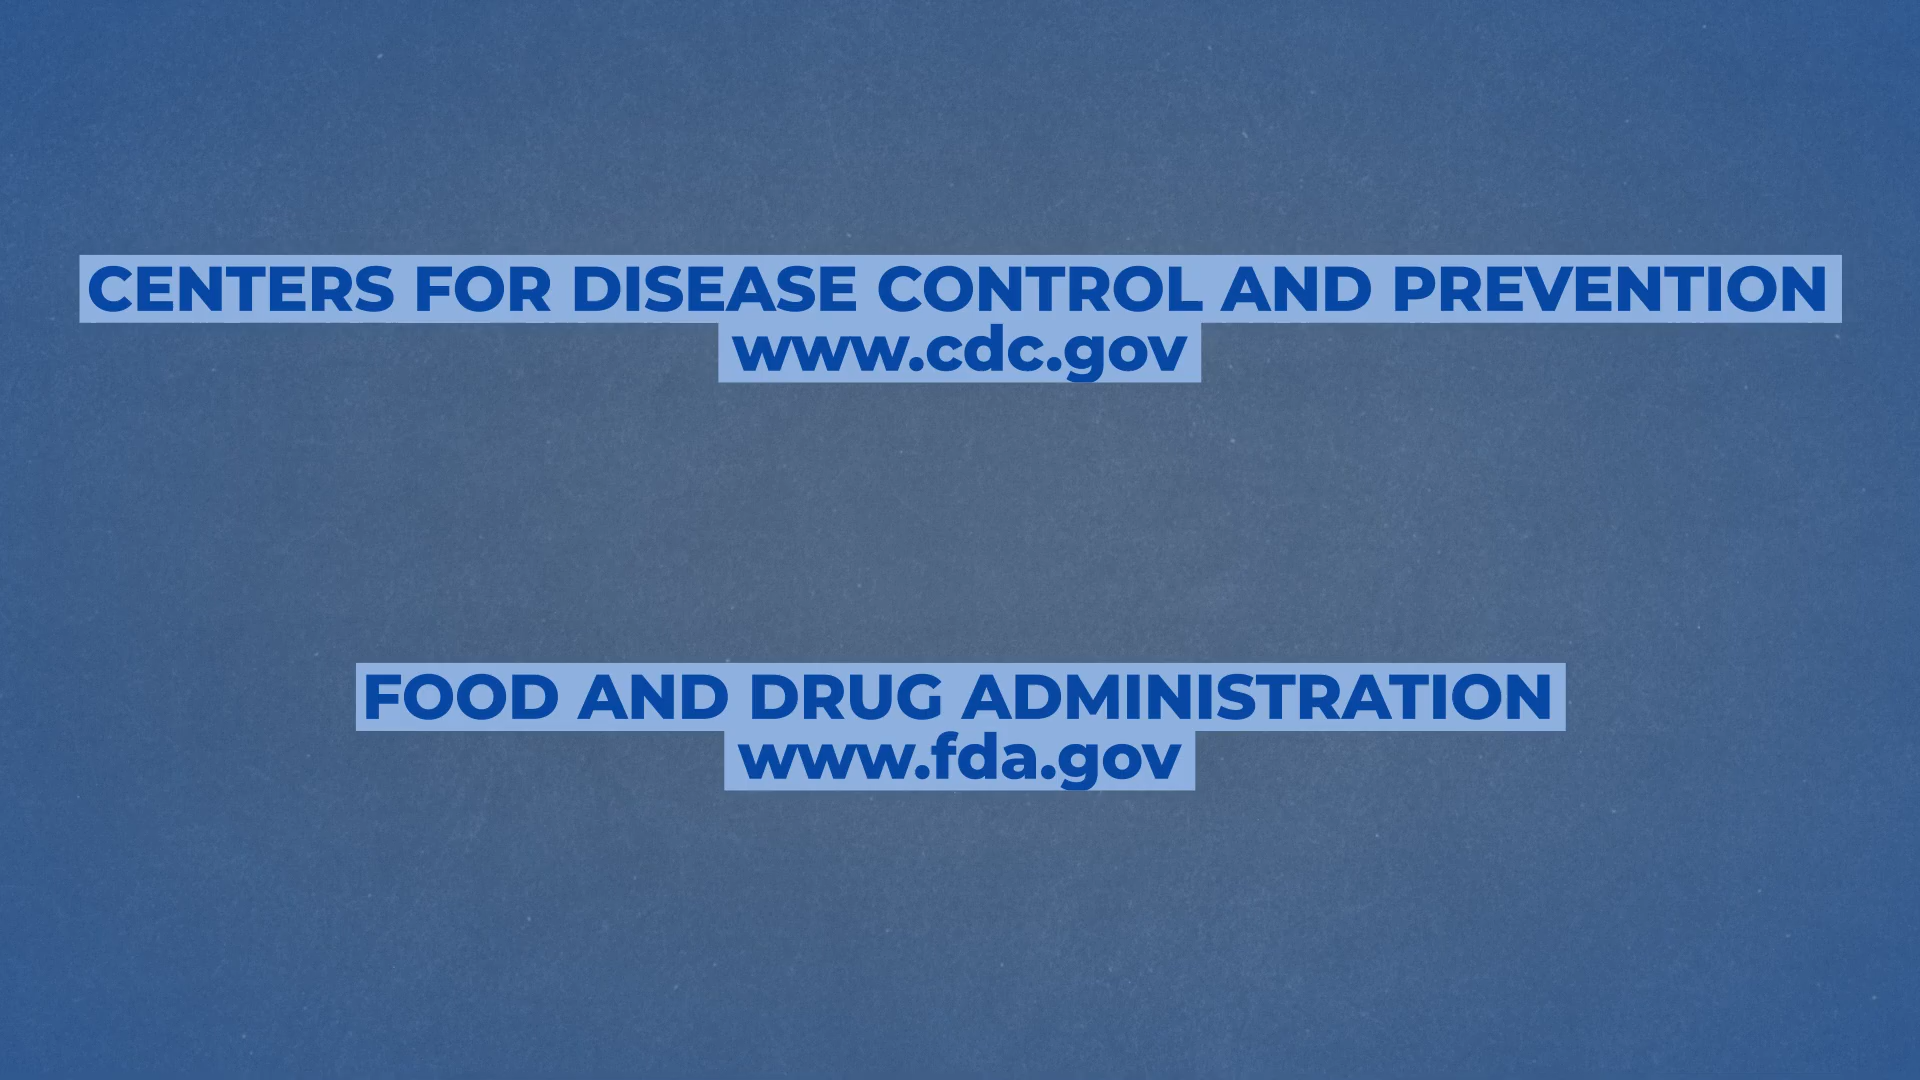 CENTERS FOR DISEASE CONTROL AND PREVENTION
www.cdc.gov
FOOD AND DRUG ADMINISTRATION
www.fda.gov